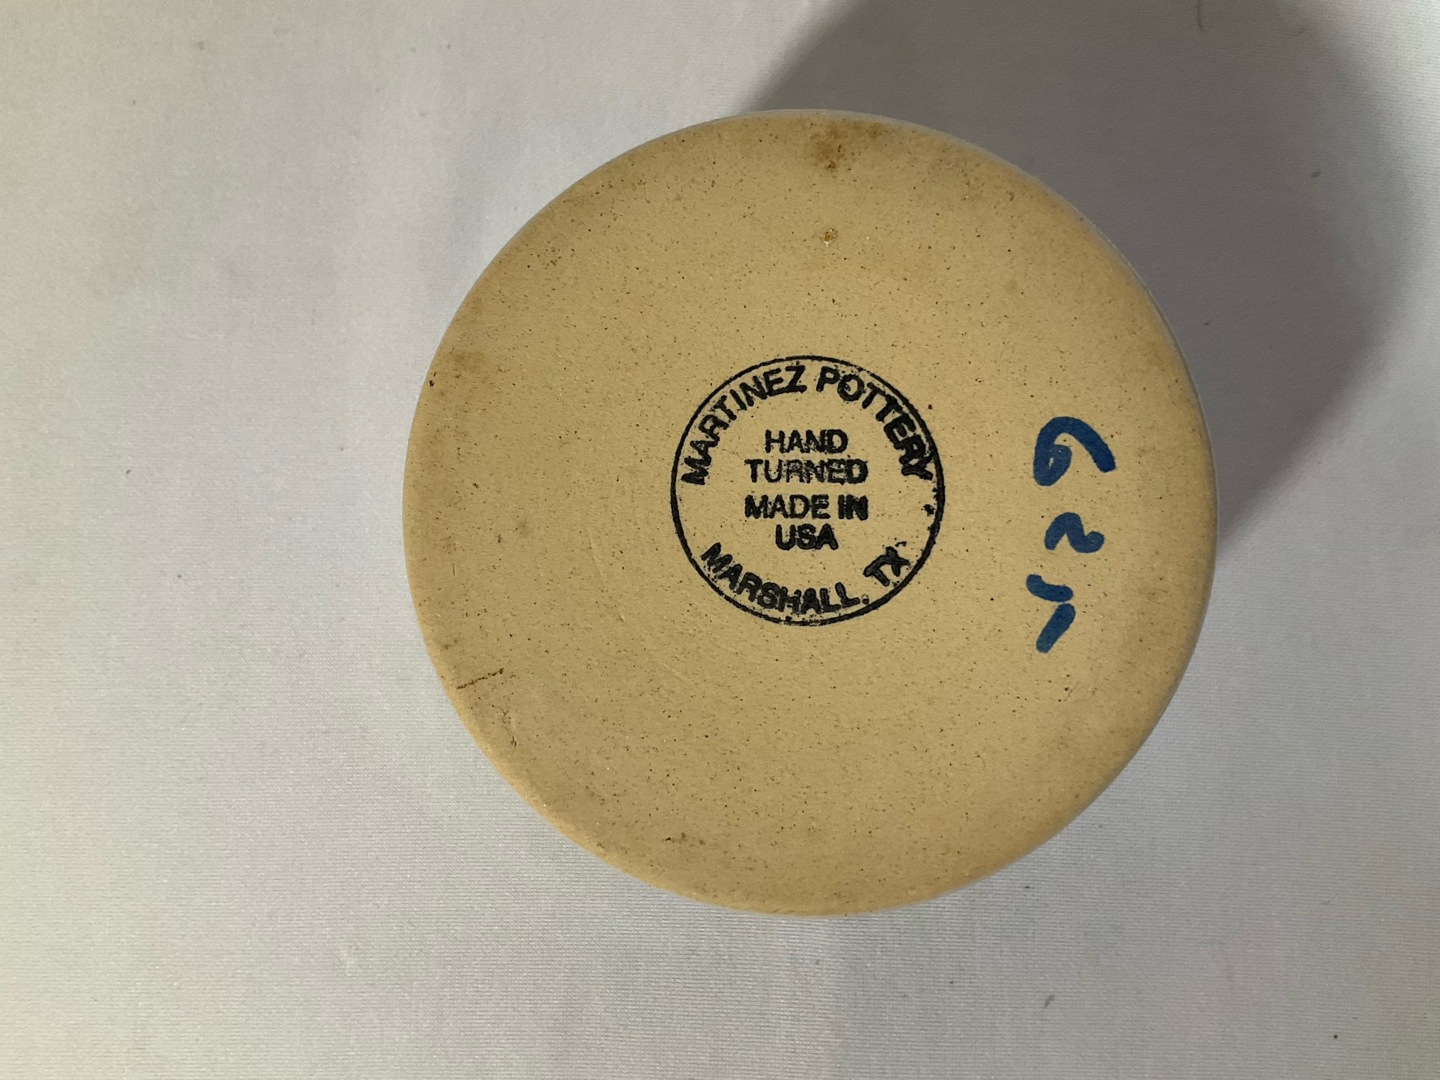 MARTINEZ POTTERY
HAND
TURNED
MADE IN
USA
MARSHALL, TX